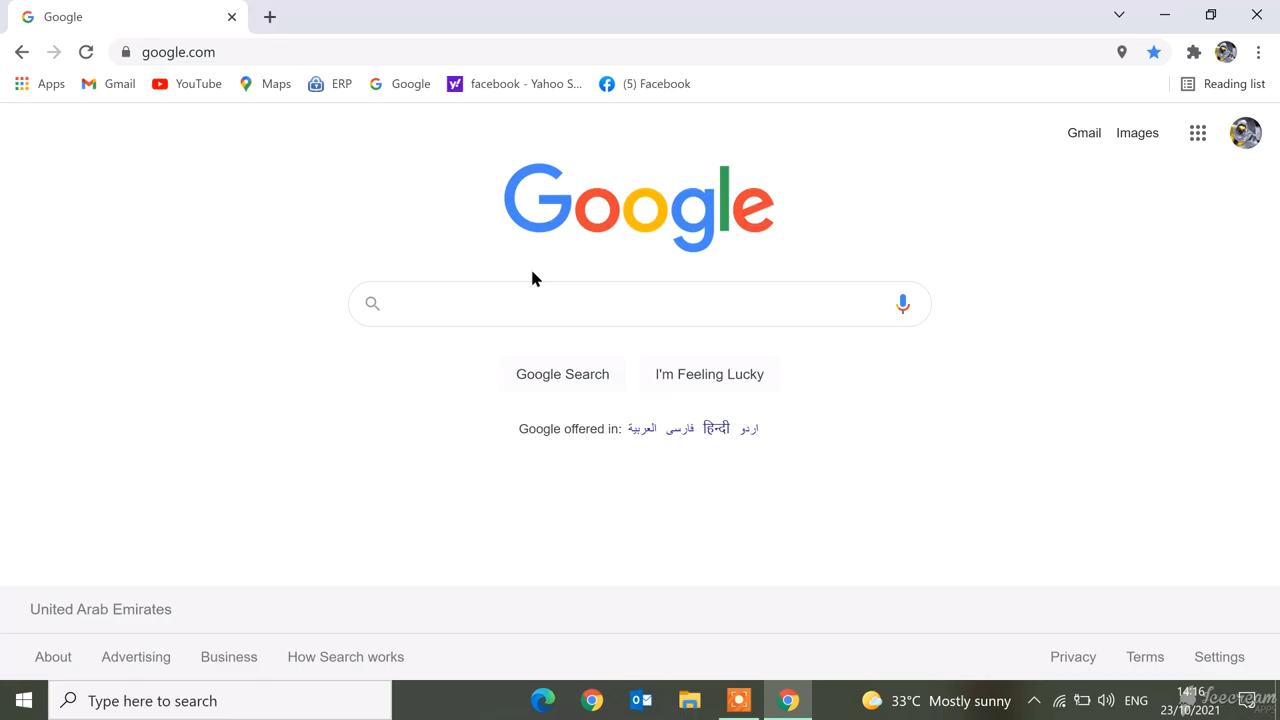 Google
google.com
Apps Gmail YouTube Maps ERP Google facebook - Yahoo S... (5) Facebook Reading list
Gmail Images
Google
Google Search I'm Feeling Lucky
Google offered in: العربية فارسی हिन्दी اردو
United Arab Emirates
About Advertising Business How Search works Privacy Terms Settings
Type here to search 33°C Mostly sunny ENG 14:16
23/10/2021
Icecream
APPS